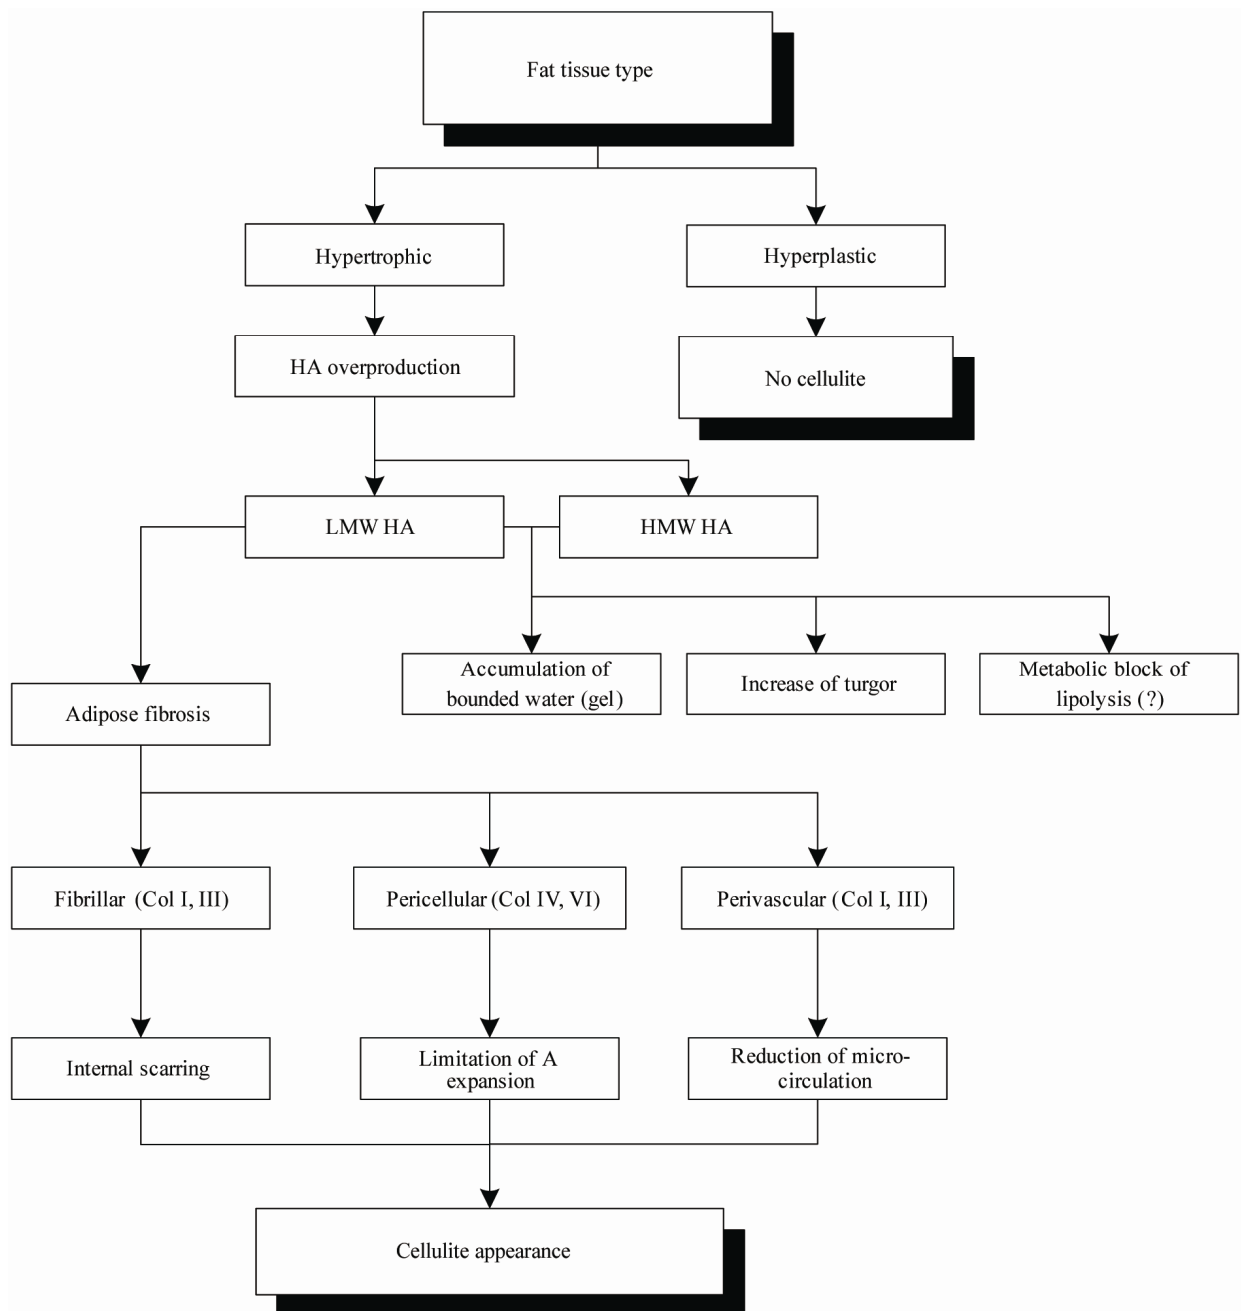 Fat tissue type
Hypertrophic
Hyperplastic
HA overproduction
No cellulite
LMW HA
HMW HA
Accumulation of
bounded water (gel)
Increase of turgor
Metabolic block of
lipolysis (?)
Adipose fibrosis
Fibrillar (Col I, III)
Pericellular (Col IV, VI)
Perivascular (Col I, III)
Internal scarring
Limitation of A
expansion
Reduction of micro-
circulation
Cellulite appearance